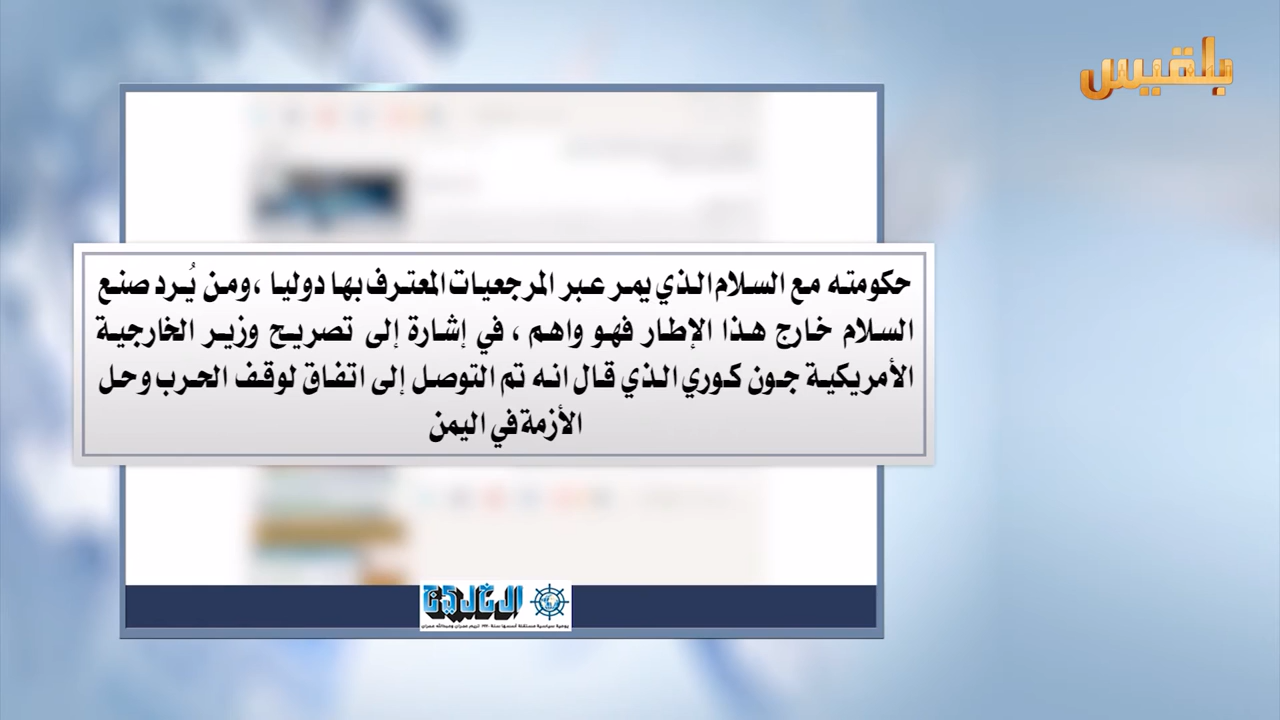 بلقيس
حكومته مع السلام الذي يمر عبر المرجعيات المعترف بها دوليا ،ومن يُرد صنع
السلام خارج هذا الإطار فهو واهم ، في إشارة إلى تصريح وزير الخارجية
الأمريكية جون كوري الذي قال انه تم التوصل إلى اتفاق لوقف الحرب وحل
الأزمة في اليمن
الخليج